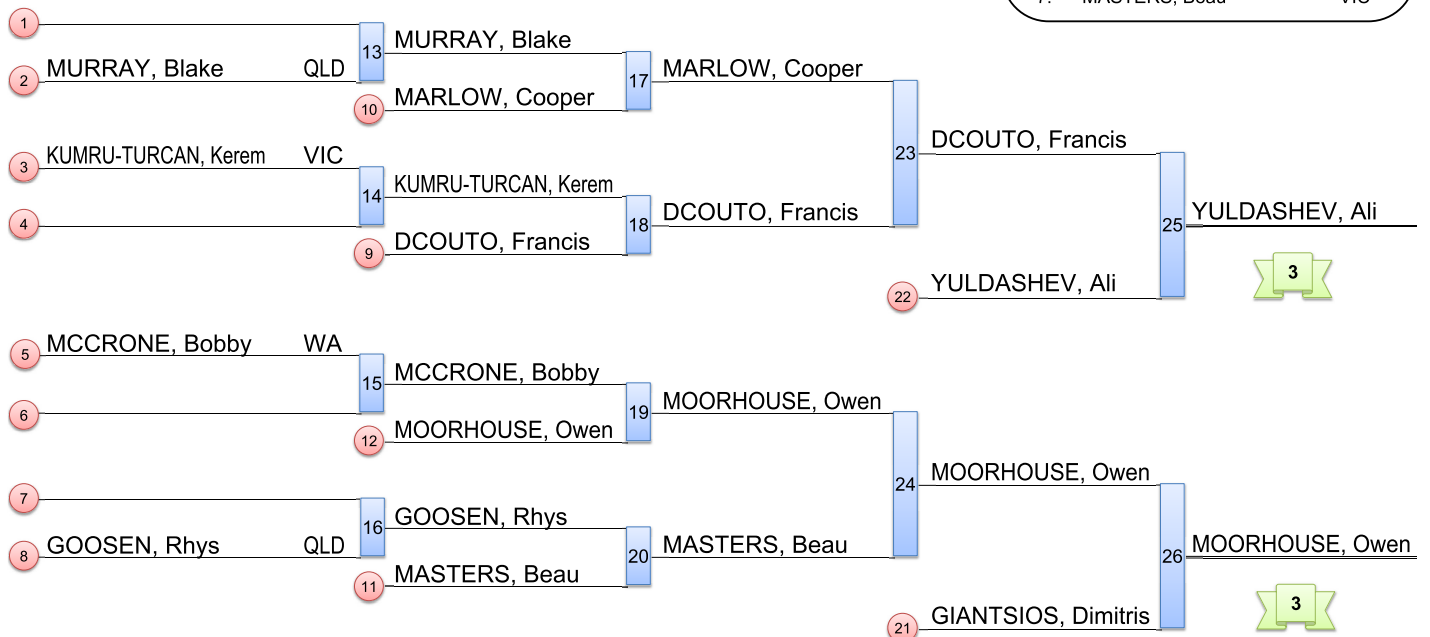 7. MASTERS, Beau VIC
1
13 MURRAY, Blake
2 MURRAY, Blake QLD
17 MARLOW, Cooper
10 MARLOW, Cooper
23 DCOUTO, Francis
3 KUMRU-TURCAN, Kerem VIC
14 KUMRU-TURCAN, Kerem
4
18 DCOUTO, Francis
9 DCOUTO, Francis
25 YULDASHEV, Ali
3
22 YULDASHEV, Ali
5 MCCRONE, Bobby WA
15 MCCRONE, Bobby
6
19 MOORHOUSE, Owen
12 MOORHOUSE, Owen
24 MOORHOUSE, Owen
7
16 GOOSEN, Rhys
8 GOOSEN, Rhys QLD
20 MASTERS, Beau
11 MASTERS, Beau
26 MOORHOUSE, Owen
3
21 GIANTSIOS, Dimitris